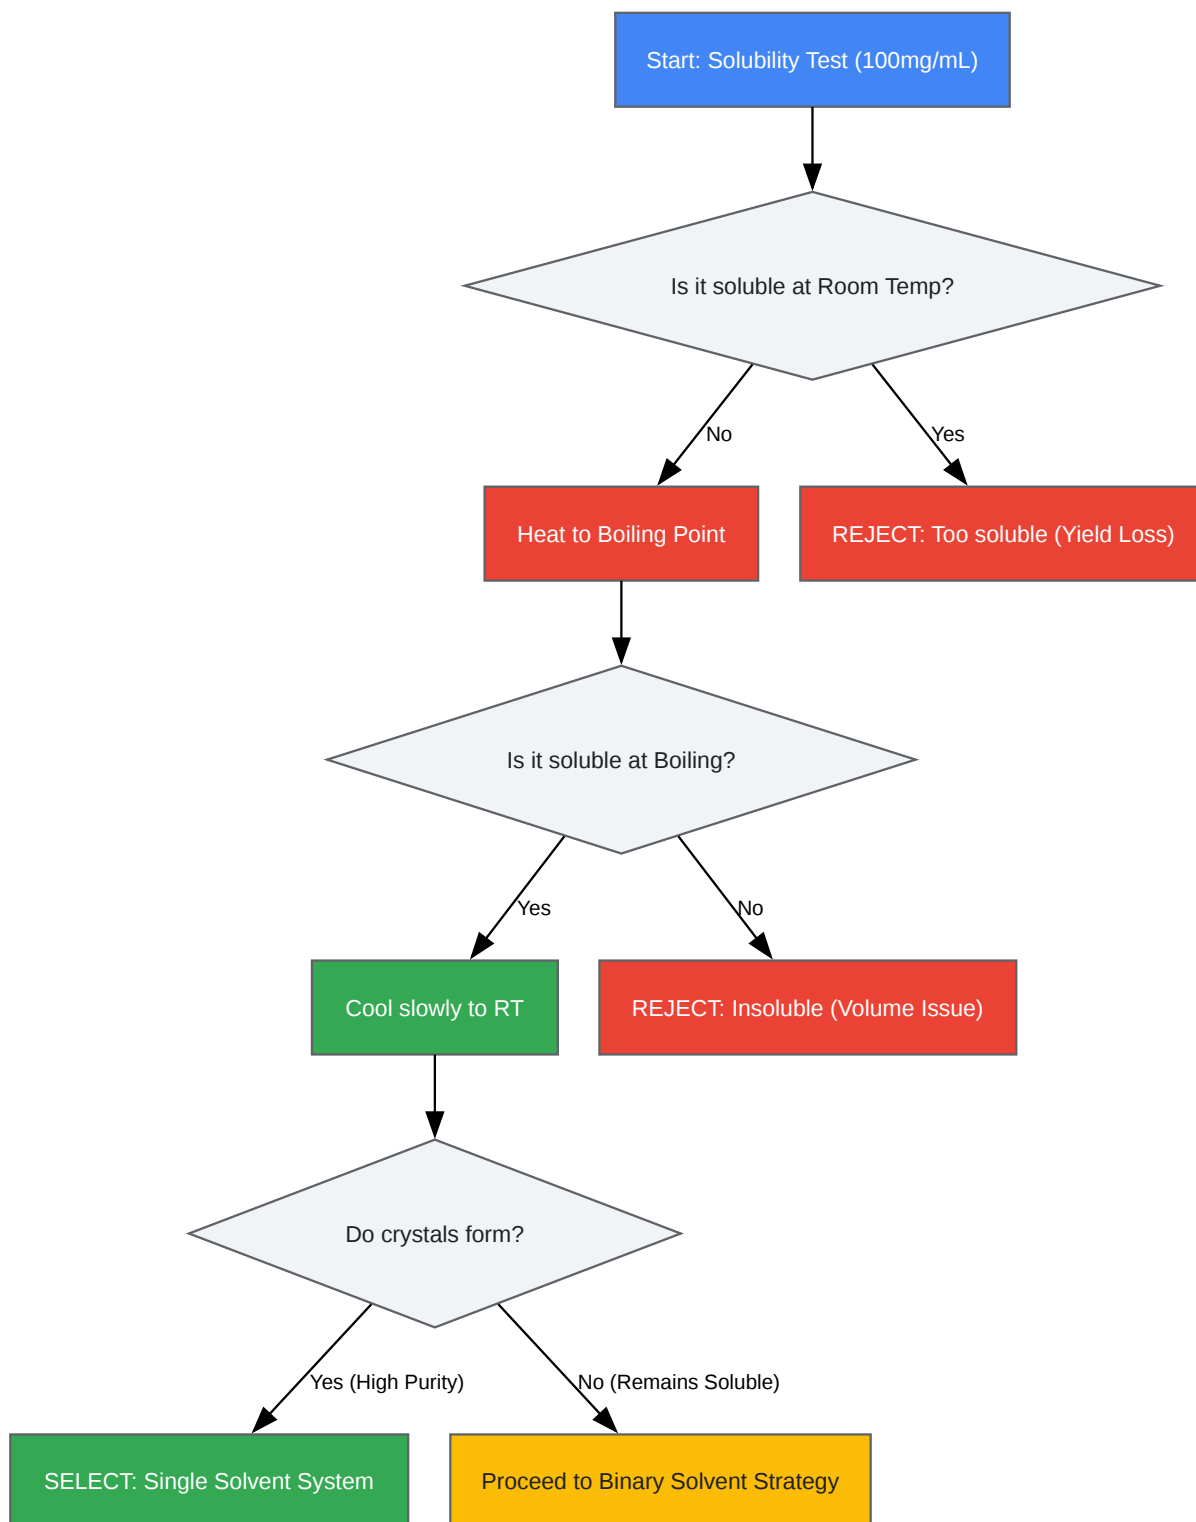 Start: Solubility Test (100mg/mL)
Is it soluble at Room Temp?
No
Yes
Heat to Boiling Point
REJECT: Too soluble (Yield Loss)
Is it soluble at Boiling?
Yes
No
Cool slowly to RT
REJECT: Insoluble (Volume Issue)
Do crystals form?
Yes (High Purity)
No (Remains Soluble)
SELECT: Single Solvent System
Proceed to Binary Solvent Strategy